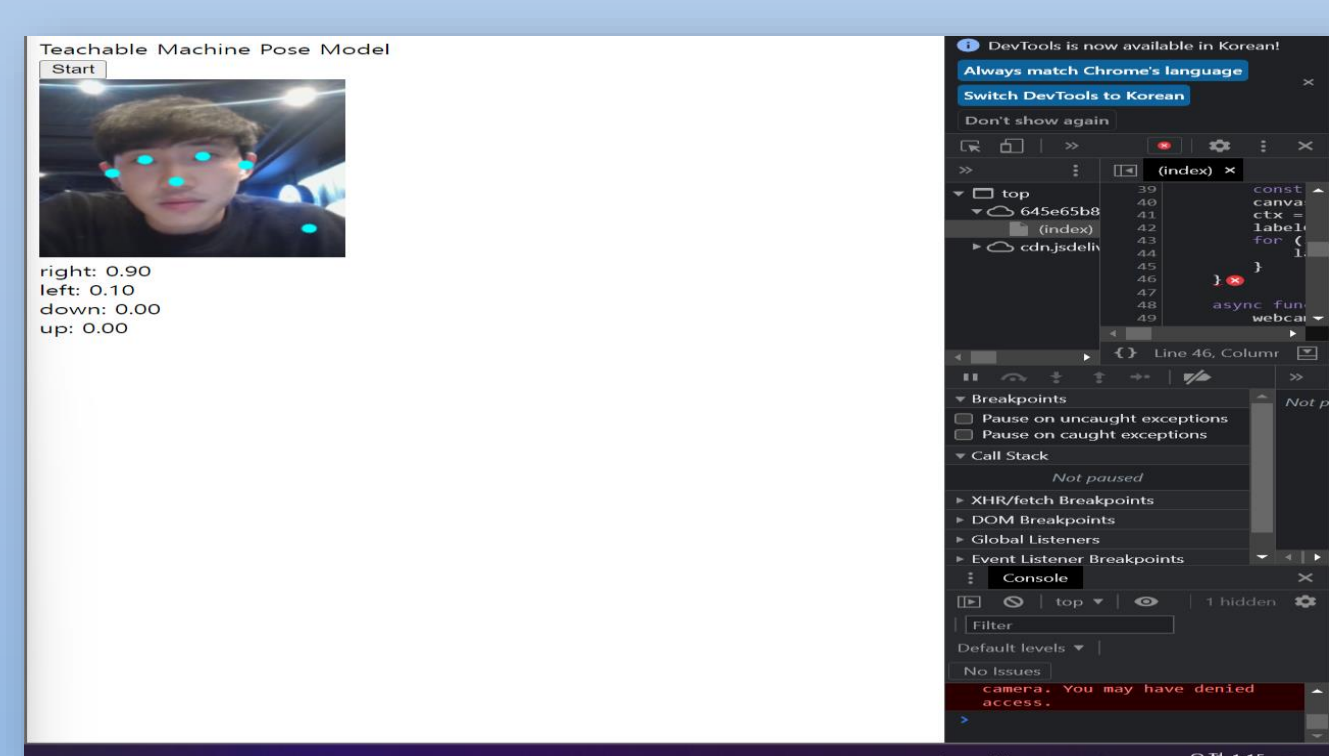 Teachable Machine Pose Model
Start
right: 0.90
left: 0.10
down: 0.00
up: 0.00
DevTools is now available in Korean!
Always match Chrome's language
Switch DevTools to Korean
Don't show again
(index)
top
645e65b8
(index)
cdn.jsdeliv
39 const
40 canva
41 ctx =
42 label
43 for (
44 l
45 }
46 }
47
48 async fun
49 webca
{} Line 46, Column
Breakpoints
Not p
Pause on uncaught exceptions
Pause on caught exceptions
Call Stack
Not paused
XHR/fetch Breakpoints
DOM Breakpoints
Global Listeners
Event Listener Breakpoints
Console
top
1 hidden
Filter
Default levels
No Issues
camera. You may have denied
access.
>